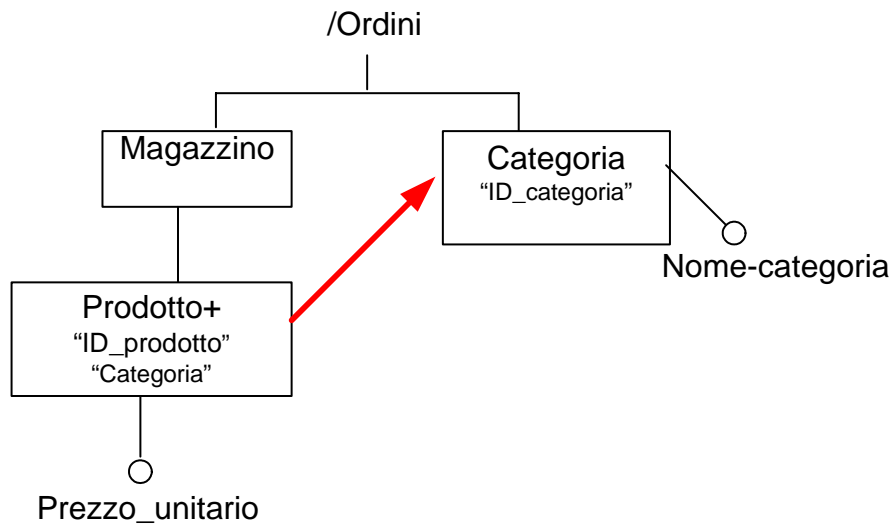 /Ordini
Magazzino
Categoria
“ID_categoria”
Nome-categoria
Prodotto+
“ID_prodotto”
“Categoria”
Prezzo_unitario